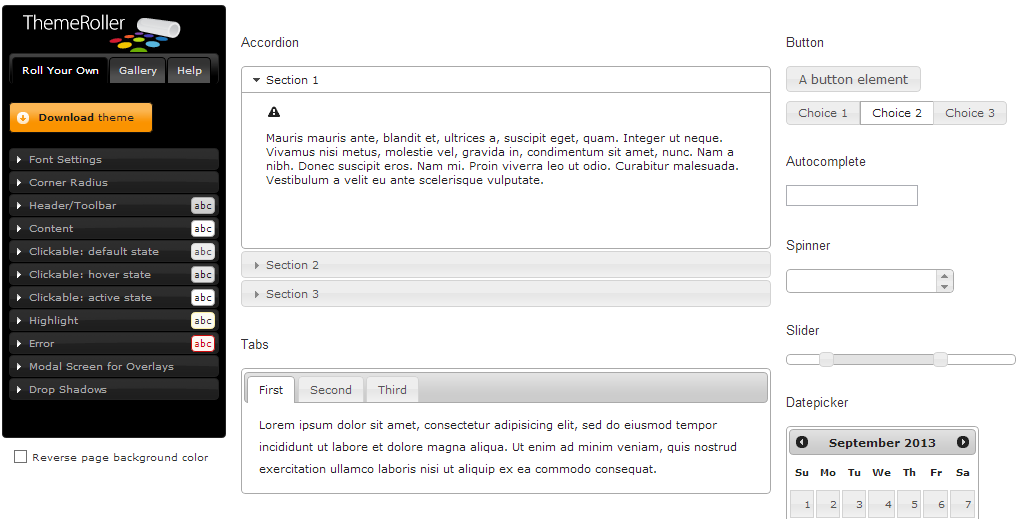 ThemeRoller
Roll Your Own Gallery Help
Download theme
Font Settings
Corner Radius
Header/Toolbar abc
Content abc
Clickable: default state abc
Clickable: hover state abc
Clickable: active state abc
Highlight abc
Error abc
Modal Screen for Overlays
Drop Shadows
Reverse page background color
Accordion
Section 1
Mauris mauris ante, blandit et, ultrices a, suscipit eget, quam. Integer ut neque.
Vivamus nisi metus, molestie vel, gravida in, condimentum sit amet, nunc. Nam a
nibh. Donec suscipit eros. Nam mi. Proin viverra leo ut odio. Curabitur malesuada.
Vestibulum a velit eu ante scelerisque vulputate.
Section 2
Section 3
Tabs
First Second Third
Lorem ipsum dolor sit amet, consectetur adipisicing elit, sed do eiusmod tempor
incididunt ut labore et dolore magna aliqua. Ut enim ad minim veniam, quis nostrud
exercitation ullamco laboris nisi ut aliquip ex ea commodo consequat.
Button
A button element
Choice 1 Choice 2 Choice 3
Autocomplete
Spinner
Slider
Datepicker
September 2013
Su Mo Tu We Th Fr Sa
1 2 3 4 5 6 7